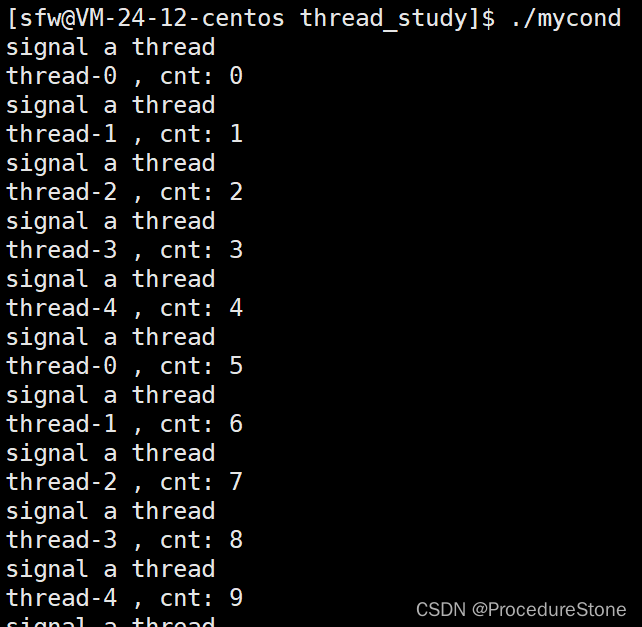 [sfw@VM-24-12-centos thread_study]$ ./mycond
signal a thread
thread-0 , cnt: 0
signal a thread
thread-1 , cnt: 1
signal a thread
thread-2 , cnt: 2
signal a thread
thread-3 , cnt: 3
signal a thread
thread-4 , cnt: 4
signal a thread
thread-0 , cnt: 5
signal a thread
thread-1 , cnt: 6
signal a thread
thread-2 , cnt: 7
signal a thread
thread-3 , cnt: 8
signal a thread
thread-4 , cnt: 9
CSDN @ProcedureStone
signal a thread